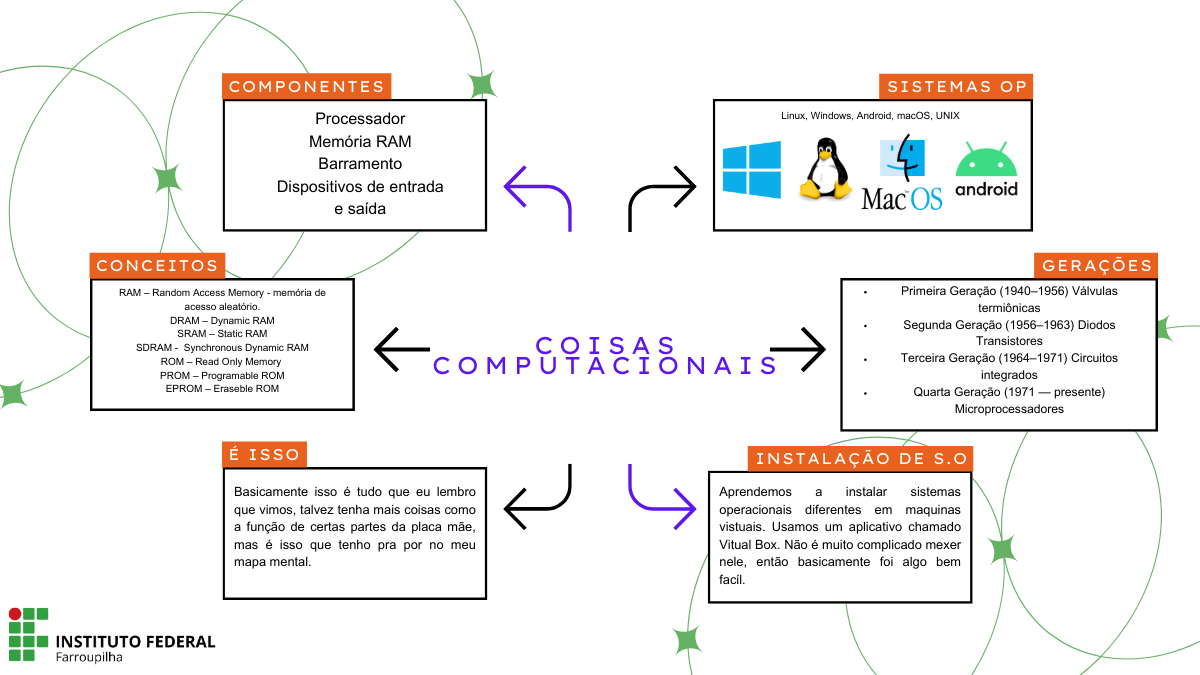 COMPONENTES
Processador
Memória RAM
Barramento
Dispositivos de entrada
e saída
SISTEMAS OP
Linux, Windows, Android, macOS, UNIX
Mac™OS
android
CONCEITOS
RAM – Random Access Memory - memória de
acesso aleatório.
DRAM – Dynamic RAM
SRAM – Static RAM
SDRAM -  Synchronous Dynamic RAM
ROM – Read Only Memory
PROM – Programable ROM
EPROM – Eraseble ROM
COISAS
COMPUTACIONAIS
GERAÇÕES
• Primeira Geração (1940–1956) Válvulas
termiônicas
• Segunda Geração (1956–1963) Diodos
Transistores
• Terceira Geração (1964–1971) Circuitos
integrados
• Quarta Geração (1971 — presente)
Microprocessadores
É ISSO
Basicamente isso é tudo que eu lembro
que vimos, talvez tenha mais coisas como
a função de certas partes da placa mãe,
mas é isso que tenho pra por no meu
mapa mental.
INSTALAÇÃO DE S.O
Aprendemos a instalar sistemas
operacionais diferentes em maquinas
vistuais. Usamos um aplicativo chamado
Vitual Box. Não é muito complicado mexer
nele, então basicamente foi algo bem
facíl.
INSTITUTO FEDERAL
Farroupilha